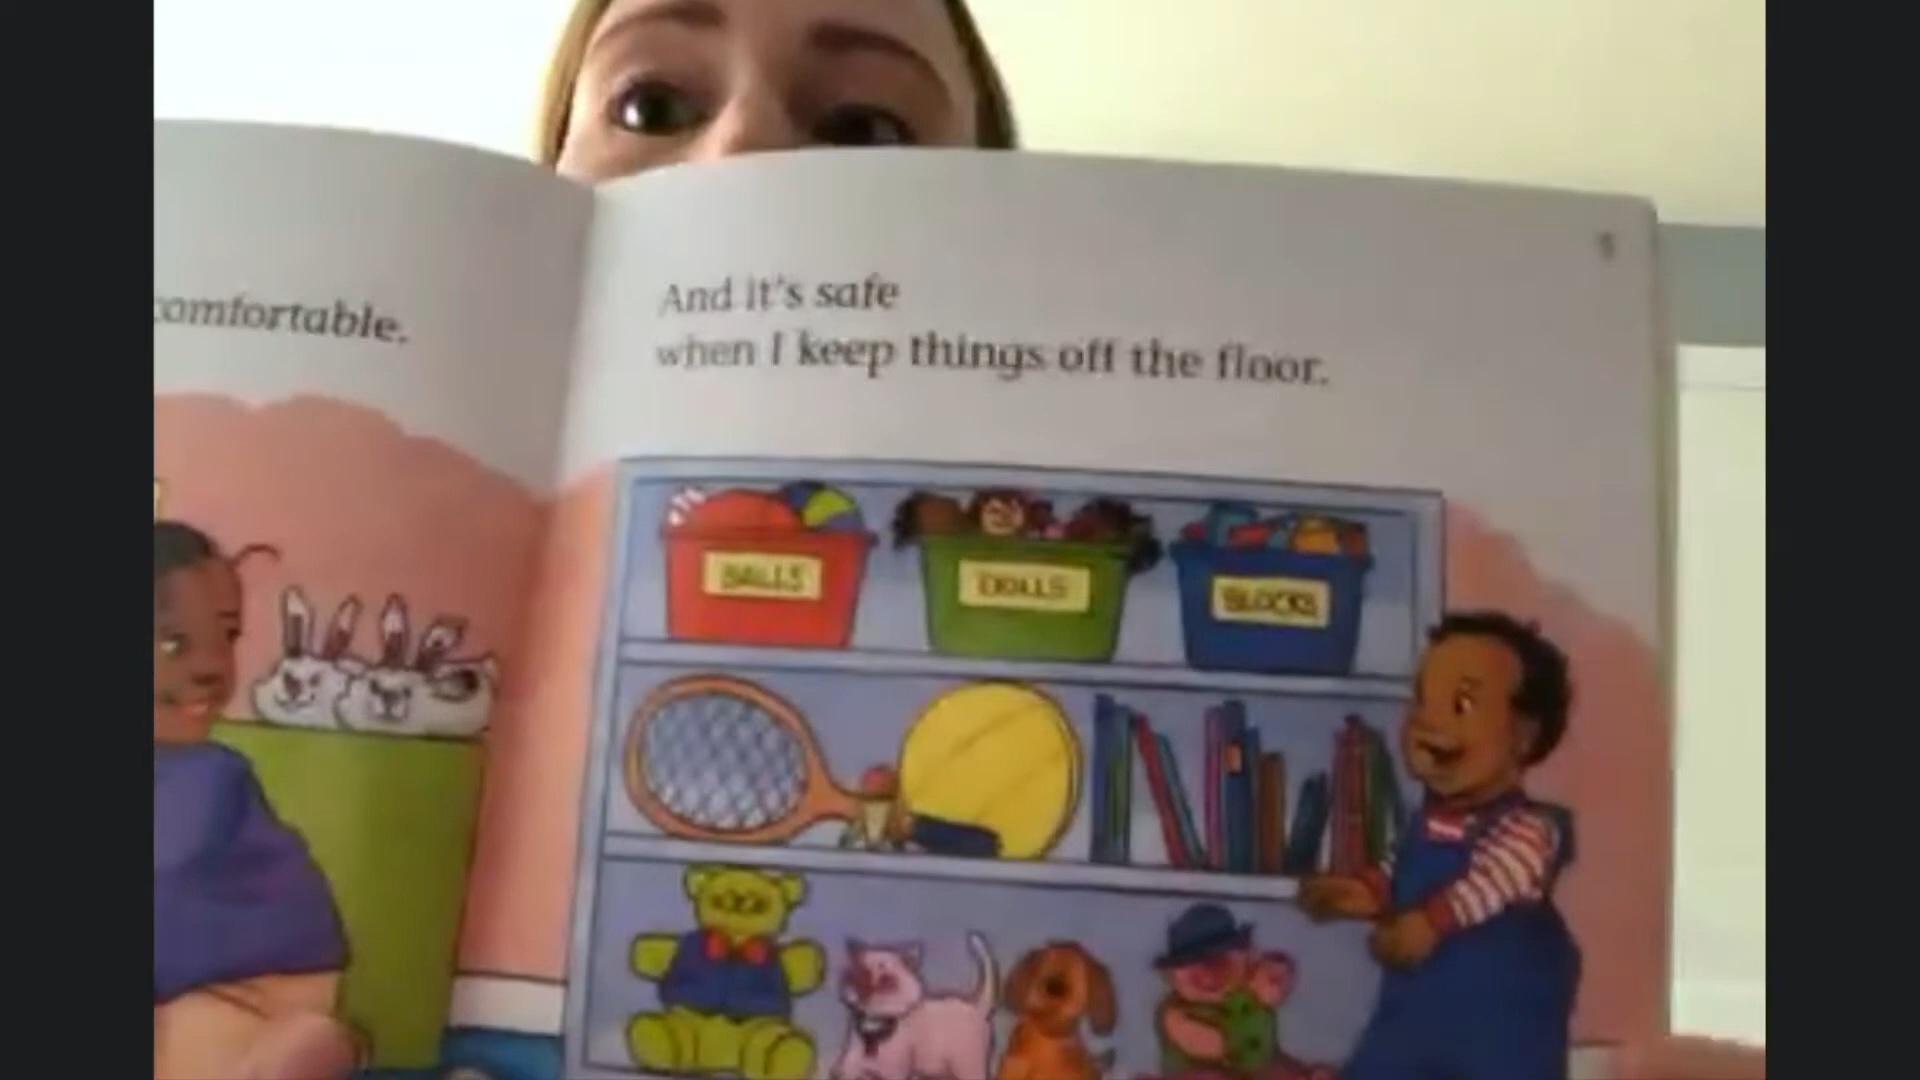 comfortable.
And it's safe
when I keep things off the floor.
BALLS
DOLLS
BLOCKS